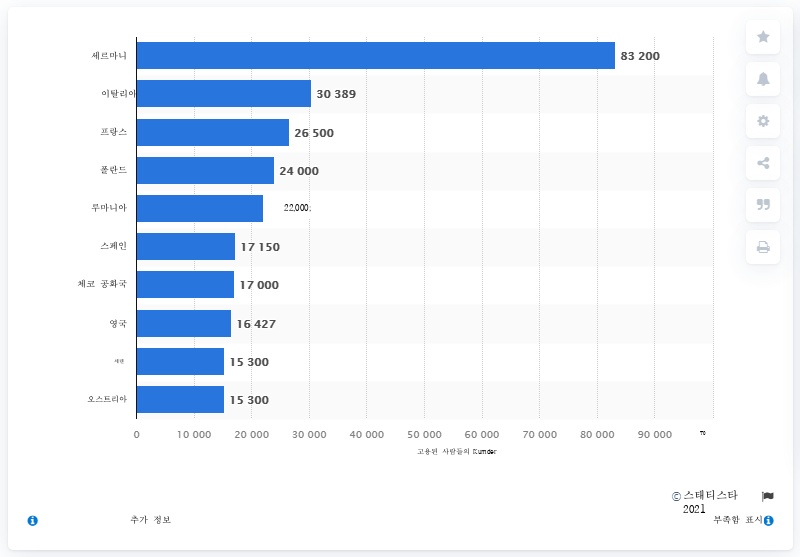 세르마니 83 200
이탈리아 30 389
프랑스 26 500
폴란드 24 000
루마니아 22,000;
스페인 17 150
체코 공화국 17 000
영국 16 427
15 300
오스트리아 15 300
0 10 000 20 000 30 000 40 000 50 000 60 000 70 000 80 000 90 000 70
고용된 사람들의 Kumder
© 스태티스타
2021
추가 정보 부족함 표시